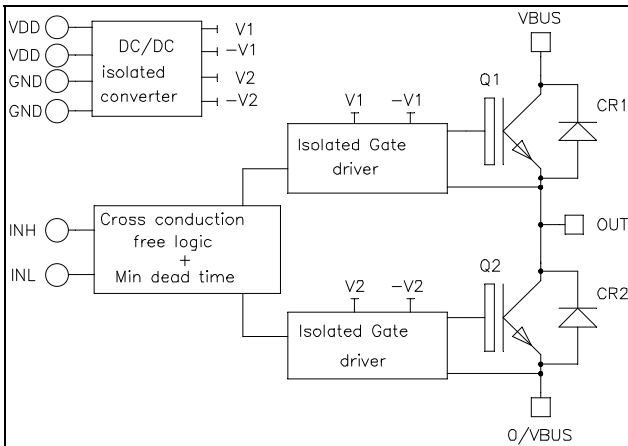 VDD
VDD
GND
GND
DC/DC
isolated
converter
V1
-V1
V2
-V2
VBUS
Q1
CR1
V1
-V1
Isolated Gate
driver
Cross conduction
free logic
+
Min dead time
INH
INL
OUT
Q2
CR2
V2
-V2
Isolated Gate
driver
0/VBUS